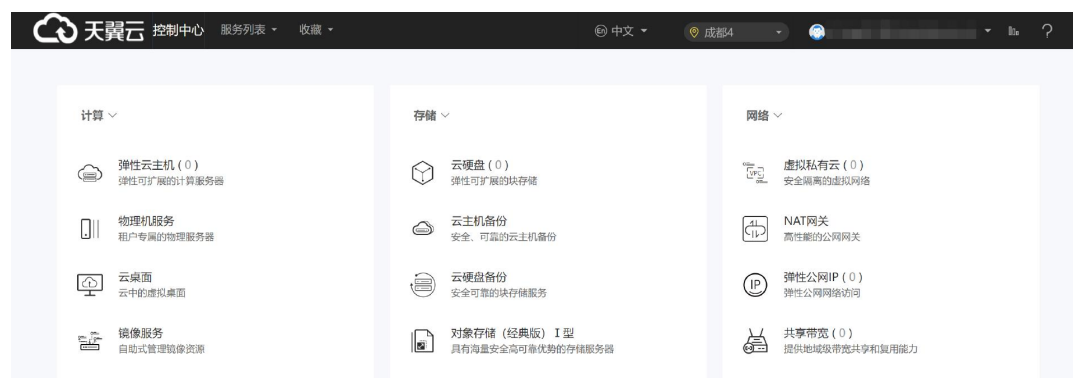 天翼云 控制中心 服务列表 收藏 En 中文 成都4 ?
计算
弹性云主机 ( 0 )
弹性可扩展的计算服务器
物理机服务
租户专属的物理服务器
云桌面
云中的虚拟桌面
镜像服务
自助式管理镜像资源
存储
云硬盘 ( 0 )
弹性可扩展的块存储
云主机备份
安全、可靠的云主机备份
云硬盘备份
安全可靠的块存储服务
对象存储（经典版）I 型
具有海量安全高可靠优势的存储服务器
网络
VPC
虚拟私有云 ( 0 )
安全隔离的虚拟网络
NAT网关
高性能的公网网关
IP
弹性公网IP ( 0 )
弹性公网网络访问
共享带宽 ( 0 )
提供地域级带宽共享和复用能力